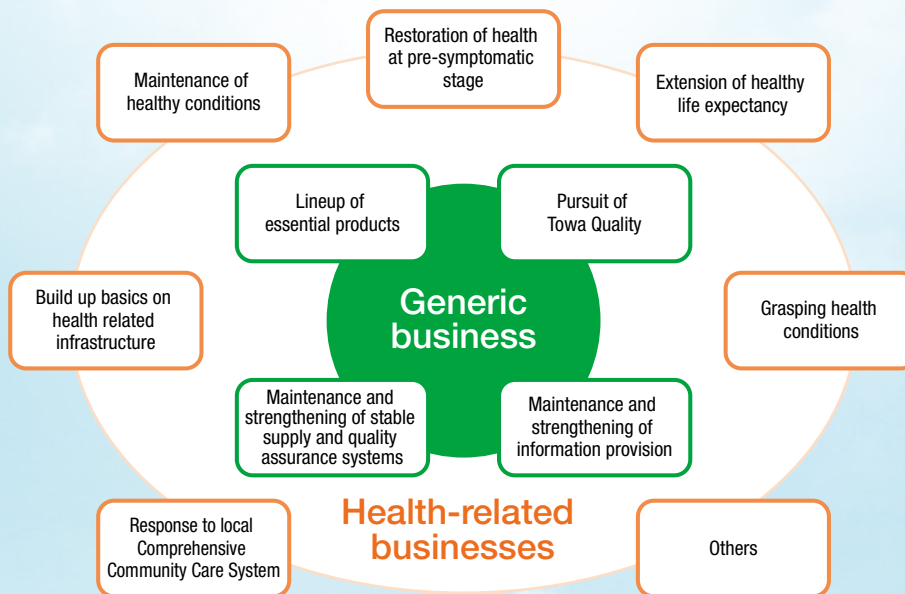 Restoration of health
at pre-symptomatic
stage
Maintenance of
healthy conditions
Extension of healthy
life expectancy
Lineup of
essential products
Pursuit of
Towa Quality
Build up basics on
health related
infrastructure
Generic
business
Grasping health
conditions
Maintenance and
strengthening of stable
supply and quality
assurance systems
Maintenance and
strengthening of
information provision
Response to local
Comprehensive
Community Care System
Health-related
businesses
Others